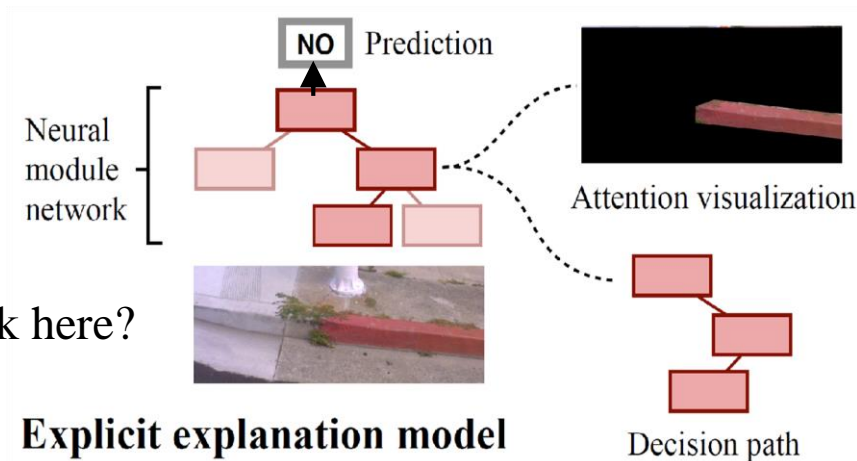 NO Prediction
Neural
module
network
Attention visualization
k here?
Explicit explanation model
Decision path